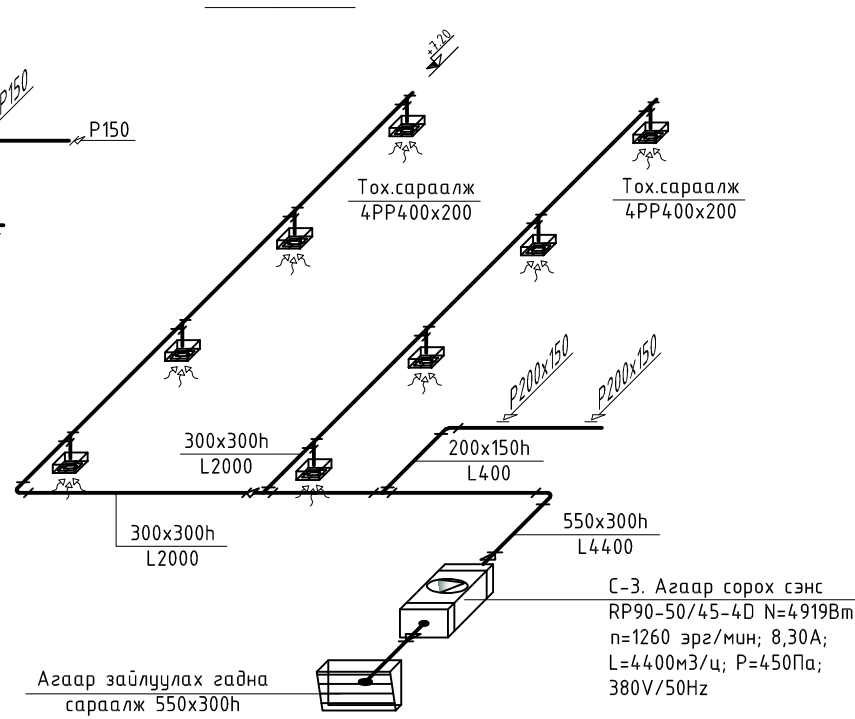 +7,20
P150
P150
Тох.сараалж
4PP400x200
Тох.сараалж
4PP400x200
P200x150
P200x150
300x300h
L2000
200x150h
L400
300x300h
L2000
550x300h
L4400
С-3. Агаар сорох сэнс
RP90-50/45-4D N=4919Вт
n=1260 эрг/мин; 8,30А;
L=4400м3/ц; P=450Па;
380V/50Hz
Агаар зайлуулах гадна
сараалж 550x300h